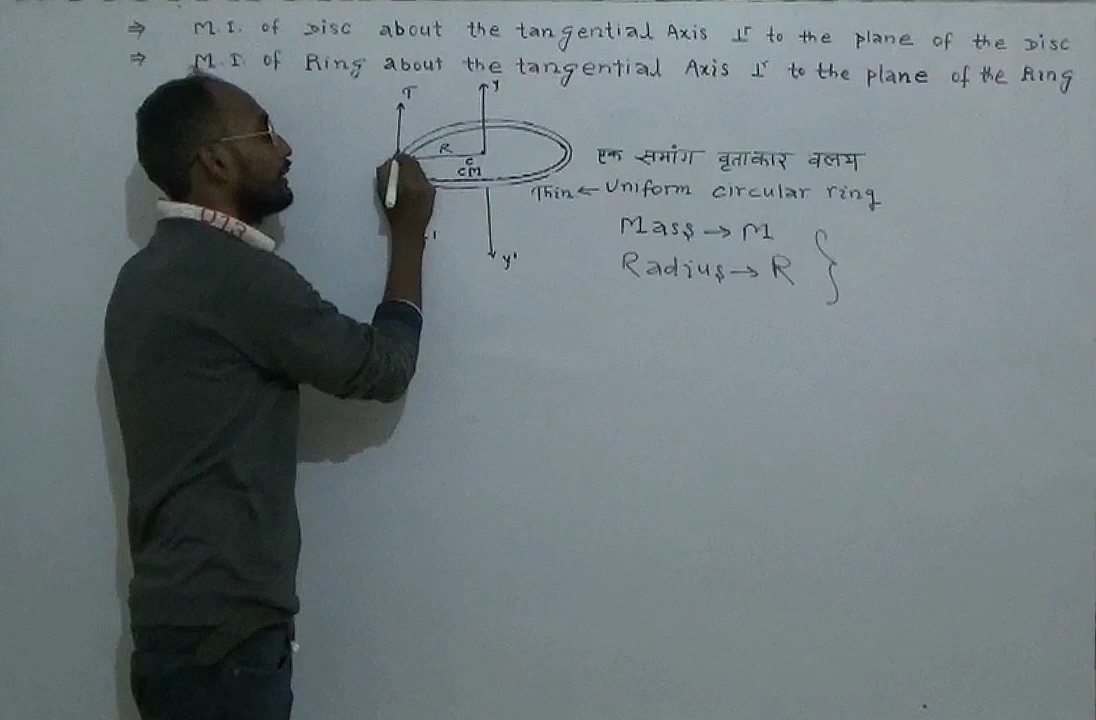 ⇒ M.I. of Disc about the tangential Axis ⊥r to the plane of the Disc
⇒ M.I. of Ring about the tangential Axis ⊥r to the plane of the Ring
T
y
R
C
CM
y'
एक समांग वृताकार वलय
Thin ← Uniform circular ring
Mass → M
Radius → R }